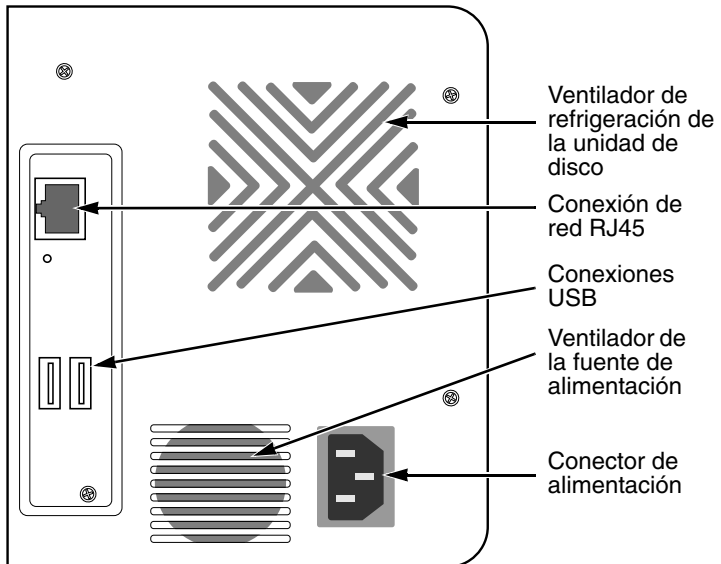 Ventilador de
refrigeración de
la unidad de
disco
Conexión de
red RJ45
Conexiones
USB
Ventilador de
la fuente de
alimentación
Conector de
alimentación